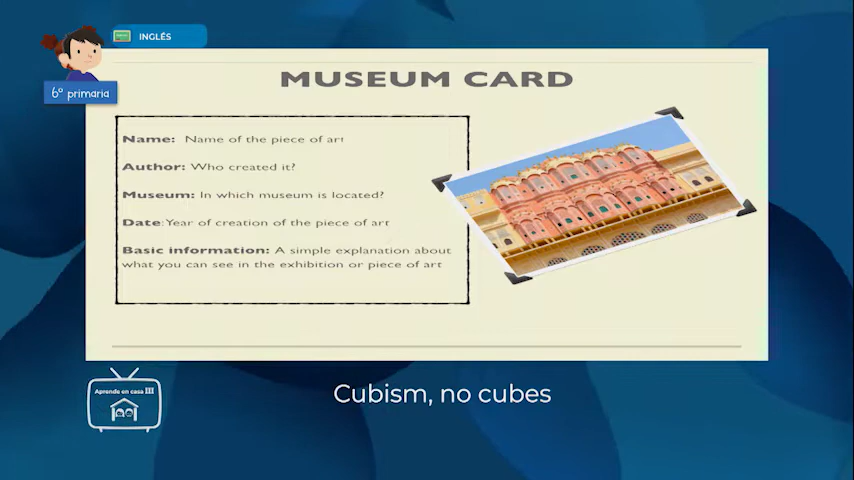 INGLÉS
6° primaria
MUSEUM CARD
Name: Name of the piece of art
Author: Who created it?
Museum: In which museum is located?
Date: Year of creation of the piece of art
Basic information: A simple explanation about
what you can see in the exhibition or piece of art
Aprende en casa III
Cubism, no cubes